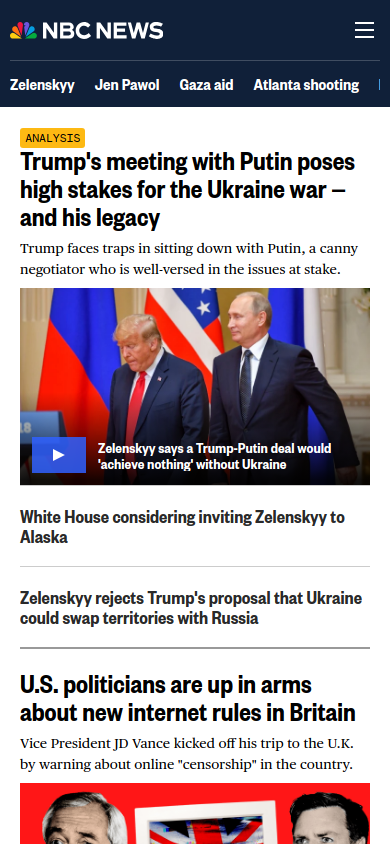 NBC NEWS
Zelenskyy Jen Pawol Gaza aid Atlanta shooting
ANALYSIS
Trump's meeting with Putin poses
high stakes for the Ukraine war —
and his legacy
Trump faces traps in sitting down with Putin, a canny
negotiator who is well-versed in the issues at stake.
18
Zelenskyy says a Trump-Putin deal would
'achieve nothing' without Ukraine
White House considering inviting Zelenskyy to
Alaska
Zelenskyy rejects Trump's proposal that Ukraine
could swap territories with Russia
U.S. politicians are up in arms
about new internet rules in Britain
Vice President JD Vance kicked off his trip to the U.K.
by warning about online "censorship" in the country.